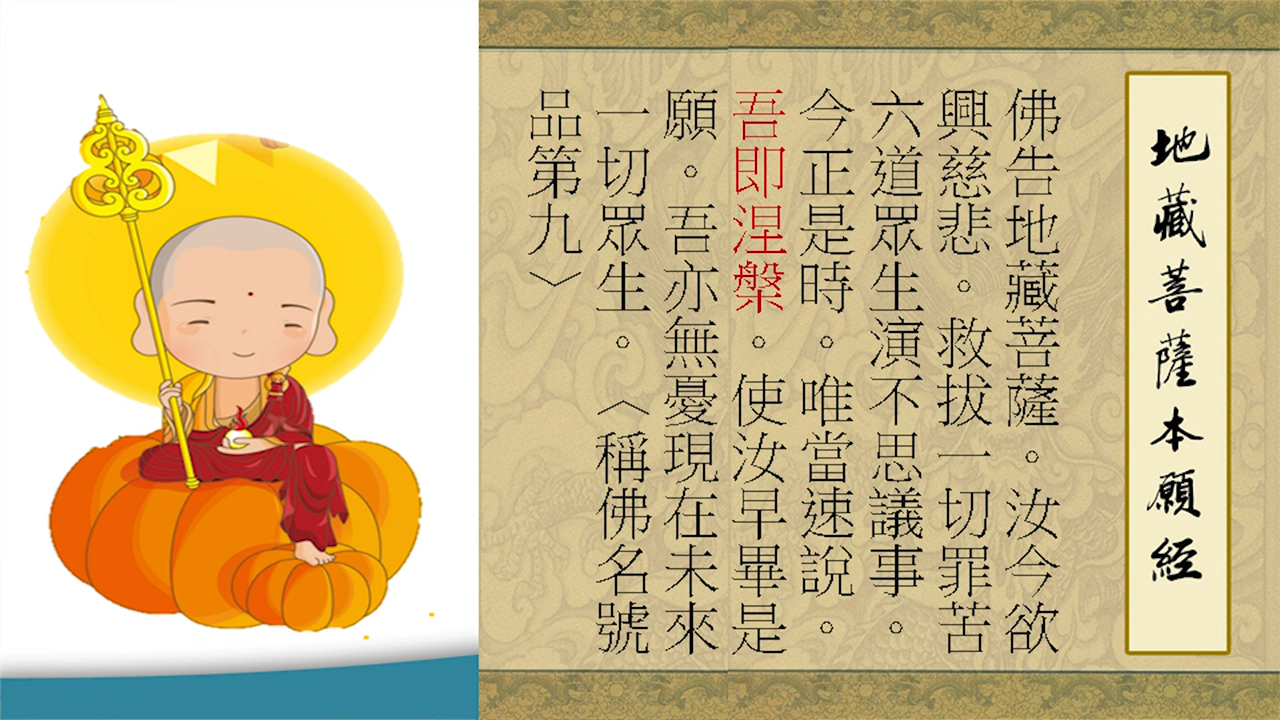 地藏菩薩本願經
佛告地藏菩薩。汝今欲
興慈悲。救拔一切罪苦
六道眾生演不思議事。
今正是時。唯當速說。
吾即涅槃。使汝早畢是
願。吾亦無憂現在未來
一切眾生。〈稱佛名號
品第九〉